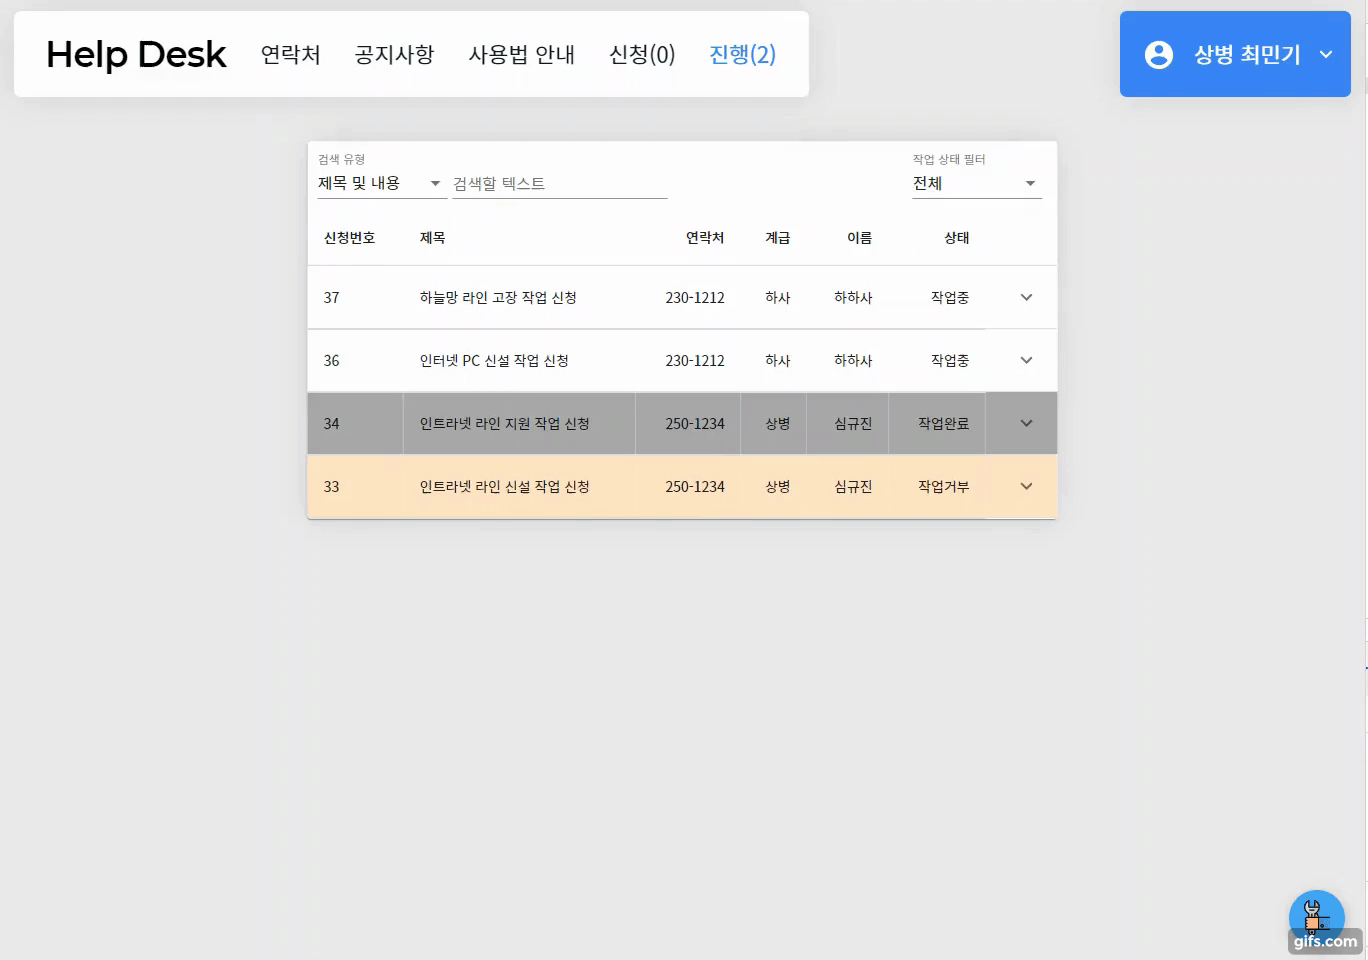 Help Desk 연락처 공지사항 사용법 안내 신청(0) 진행(2) 상병 최민기
검색 유형 작업 상태 필터
제목 및 내용 검색할 텍스트 전체
신청번호 제목 연락처 계급 이름 상태
37 하늘망 라인 고장 작업 신청 230-1212 하사 하하사 작업중
36 인터넷 PC 신설 작업 신청 230-1212 하사 하하사 작업중
34 인트라넷 라인 지원 작업 신청 250-1234 상병 심규진 작업완료
33 인트라넷 라인 신설 작업 신청 250-1234 상병 심규진 작업거부
gifs.com